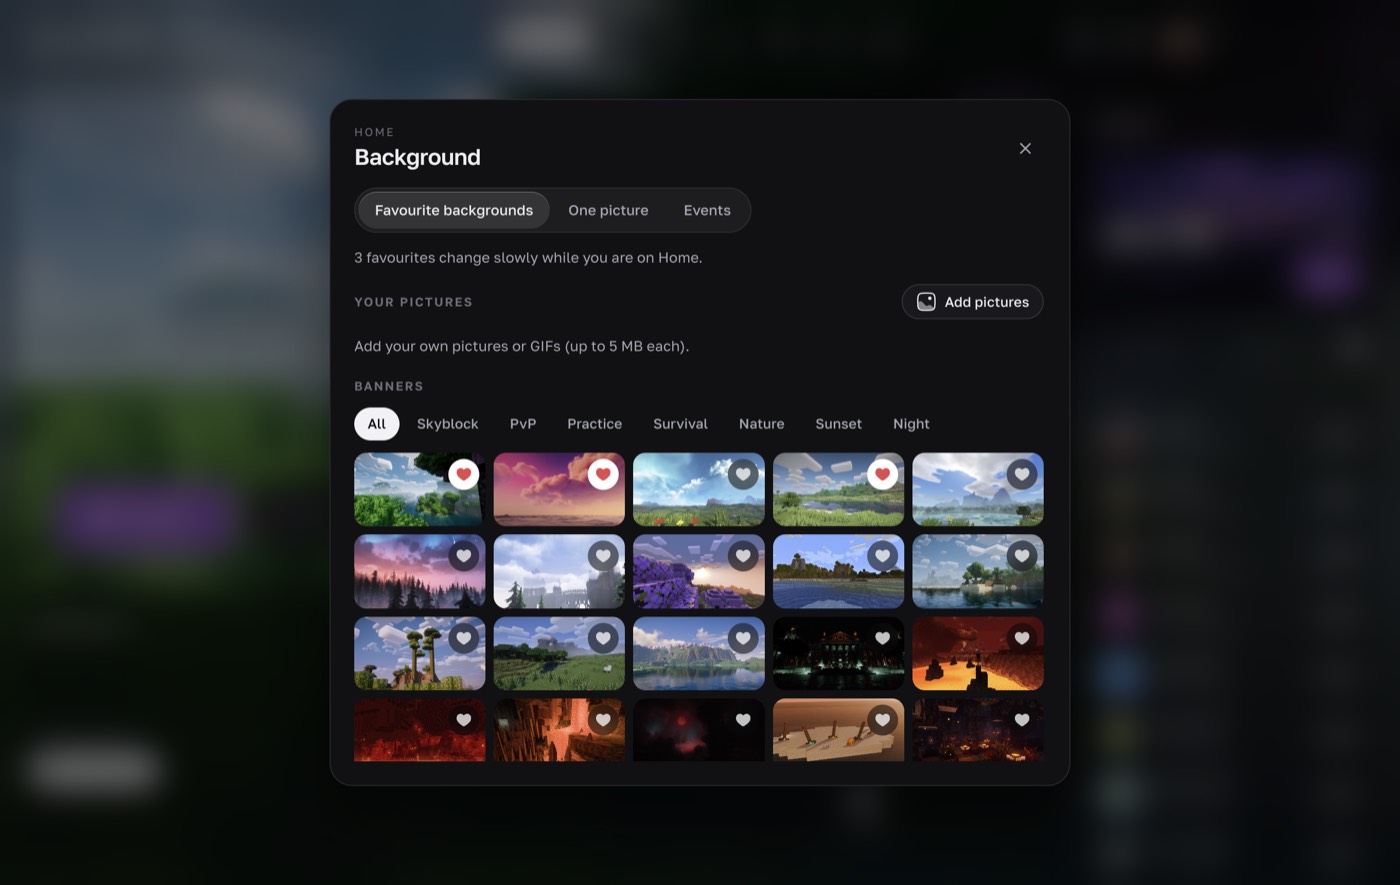 HOME
Background
Favourite backgrounds
One picture
Events
3 favourites change slowly while you are on Home.
YOUR PICTURES
Add pictures
Add your own pictures or GIFs (up to 5 MB each).
BANNERS
All
Skyblock
PvP
Practice
Survival
Nature
Sunset
Night